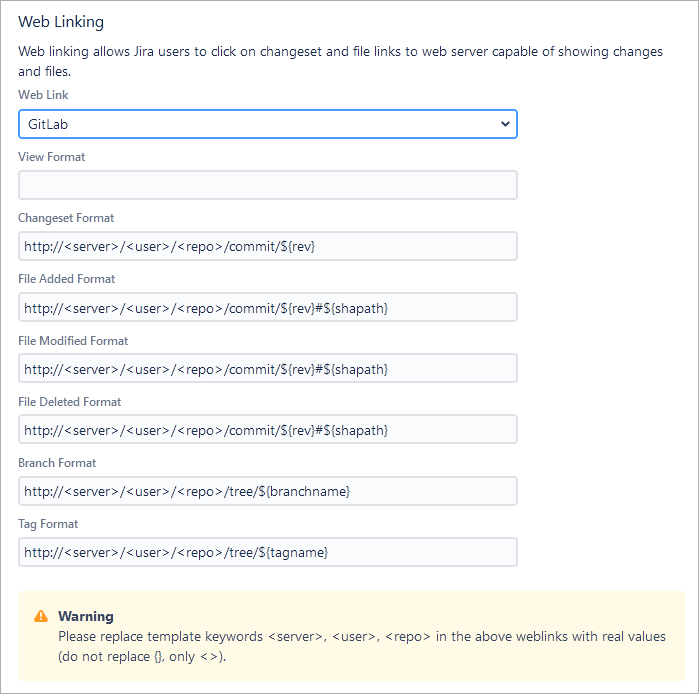 Web Linking
Web linking allows Jira users to click on changeset and file links to web server capable of showing changes
and files.
Web Link
GitLab
View Format
Changeset Format
http://<server>/<user>/<repo>/commit/${rev}
File Added Format
http://<server>/<user>/<repo>/commit/${rev}#${shapath}
File Modified Format
http://<server>/<user>/<repo>/commit/${rev}#${shapath}
File Deleted Format
http://<server>/<user>/<repo>/commit/${rev}#${shapath}
Branch Format
http://<server>/<user>/<repo>/tree/${branchname}
Tag Format
http://<server>/<user>/<repo>/tree/${tagname}
Warning
Please replace template keywords <server>, <user>, <repo> in the above weblinks with real values
(do not replace {}, only <>).